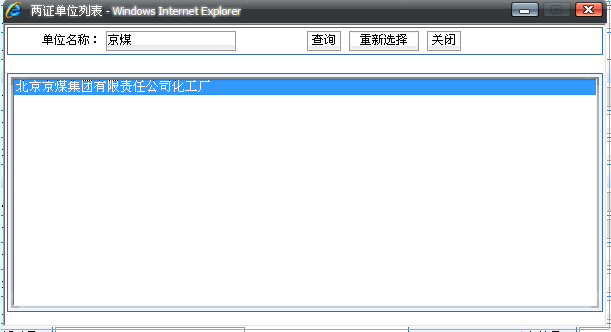 两证单位列表 - Windows Internet Explorer
单位名称： 京煤 查询 重新选择 关闭
北京京煤集团有限责任公司化工厂